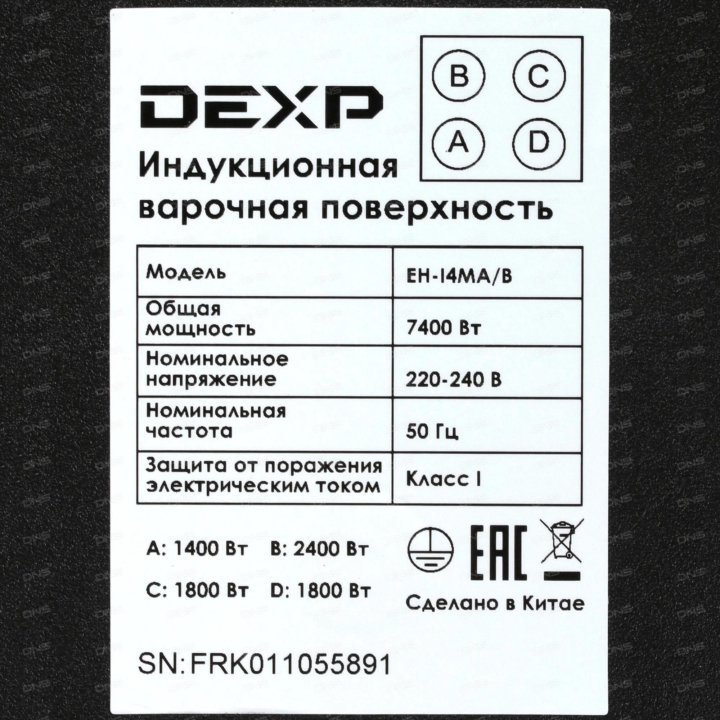 DEXP
B C
A D
Индукционная
варочная поверхность
Модель EH-I4MA/B
Общая
мощность 7400 Вт
Номинальное
напряжение 220-240 В
Номинальная
частота 50 Гц
Защита от поражения
электрическим током Класс I
A: 1400 Вт B: 2400 Вт
C: 1800 Вт D: 1800 Вт
EAC
Сделано в Китае
SN: FRK011055891